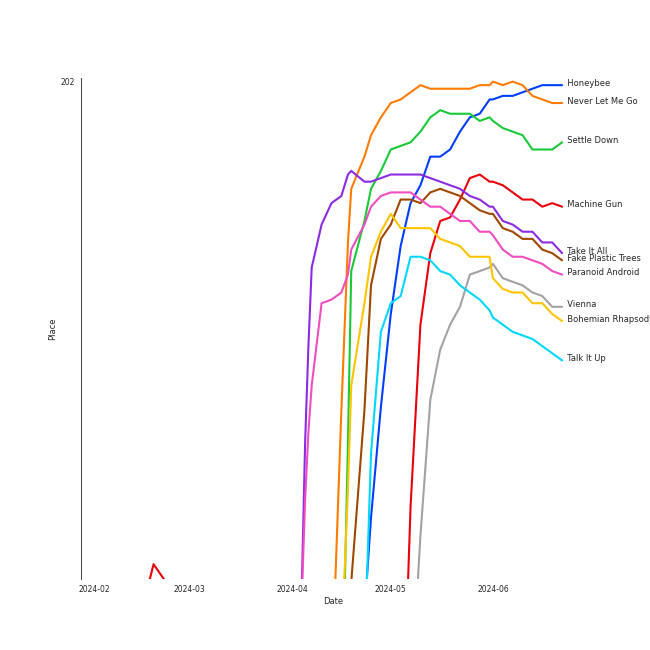 202
Honeybee
Never Let Me Go
Settle Down
Machine Gun
Take It All
Fake Plastic Trees
Paranoid Android
Vienna
Bohemian Rhapsod
Talk It Up
Place
2024-02 2024-03 2024-04 2024-05 2024-06
Date